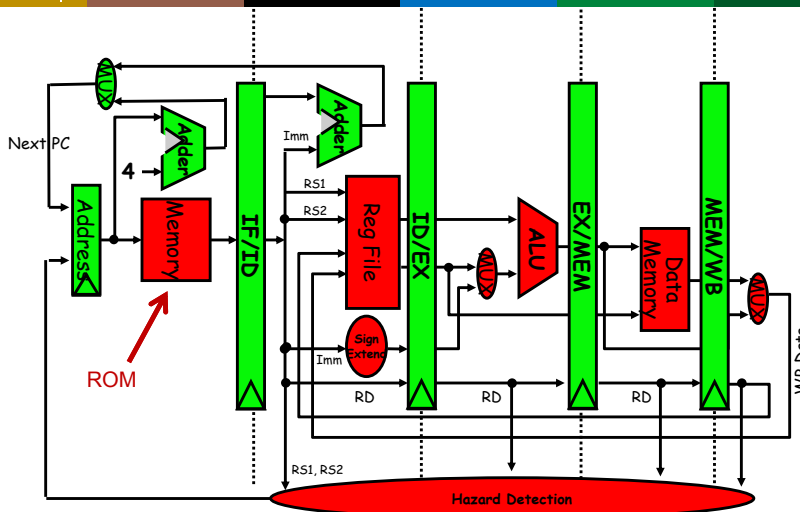 MUX
Next PC
Adder
4
Address
Memory
ROM
IF/ID
Adder
Imm
RS1
RS2
Reg File
Sign
Extend
Imm
RD
RS1, RS2
ID/EX
MUX
ALU
RD
EX/MEM
Data
Memory
RD
MEM/WB
MUX
Hazard Detection